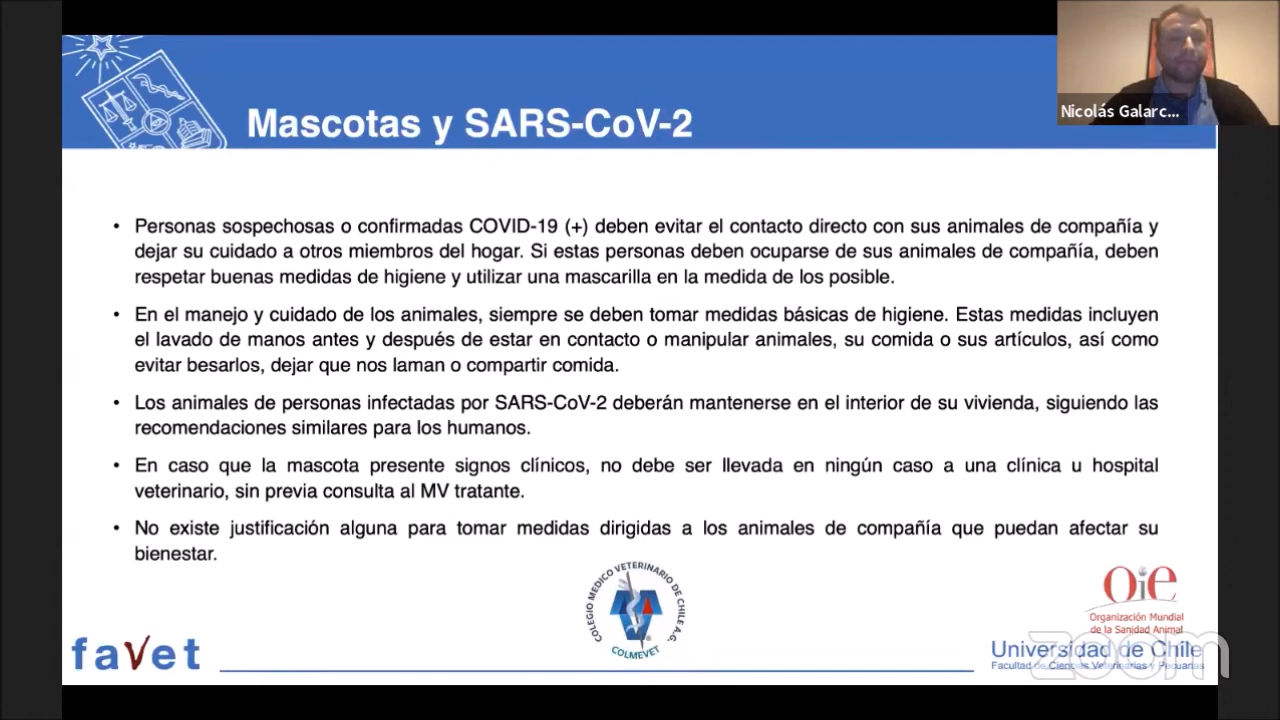 Mascotas y SARS-CoV-2
Nicolás Galarc...
• Personas sospechosas o confirmadas COVID-19 (+) deben evitar el contacto directo con sus animales de compañía y
dejar su cuidado a otros miembros del hogar. Si estas personas deben ocuparse de sus animales de compañía, deben
respetar buenas medidas de higiene y utilizar una mascarilla en la medida de los posible.
• En el manejo y cuidado de los animales, siempre se deben tomar medidas básicas de higiene. Estas medidas incluyen
el lavado de manos antes y después de estar en contacto o manipular animales, su comida o sus artículos, así como
evitar besarlos, dejar que nos laman o compartir comida.
• Los animales de personas infectadas por SARS-CoV-2 deberán mantenerse en el interior de su vivienda, siguiendo las
recomendaciones similares para los humanos.
• En caso que la mascota presente signos clínicos, no debe ser llevada en ningún caso a una clínica u hospital
veterinario, sin previa consulta al MV tratante.
• No existe justificación alguna para tomar medidas dirigidas a los animales de compañía que puedan afectar su
bienestar.
COLEGIO MEDICO VETERINARIO DE CHILE A.G.
COLMEVET
Oie
Organización Mundial
de la Sanidad Animal
favet
Universidad de Chile
Facultad de Ciencias Veterinarias y Pecuarias
zoom